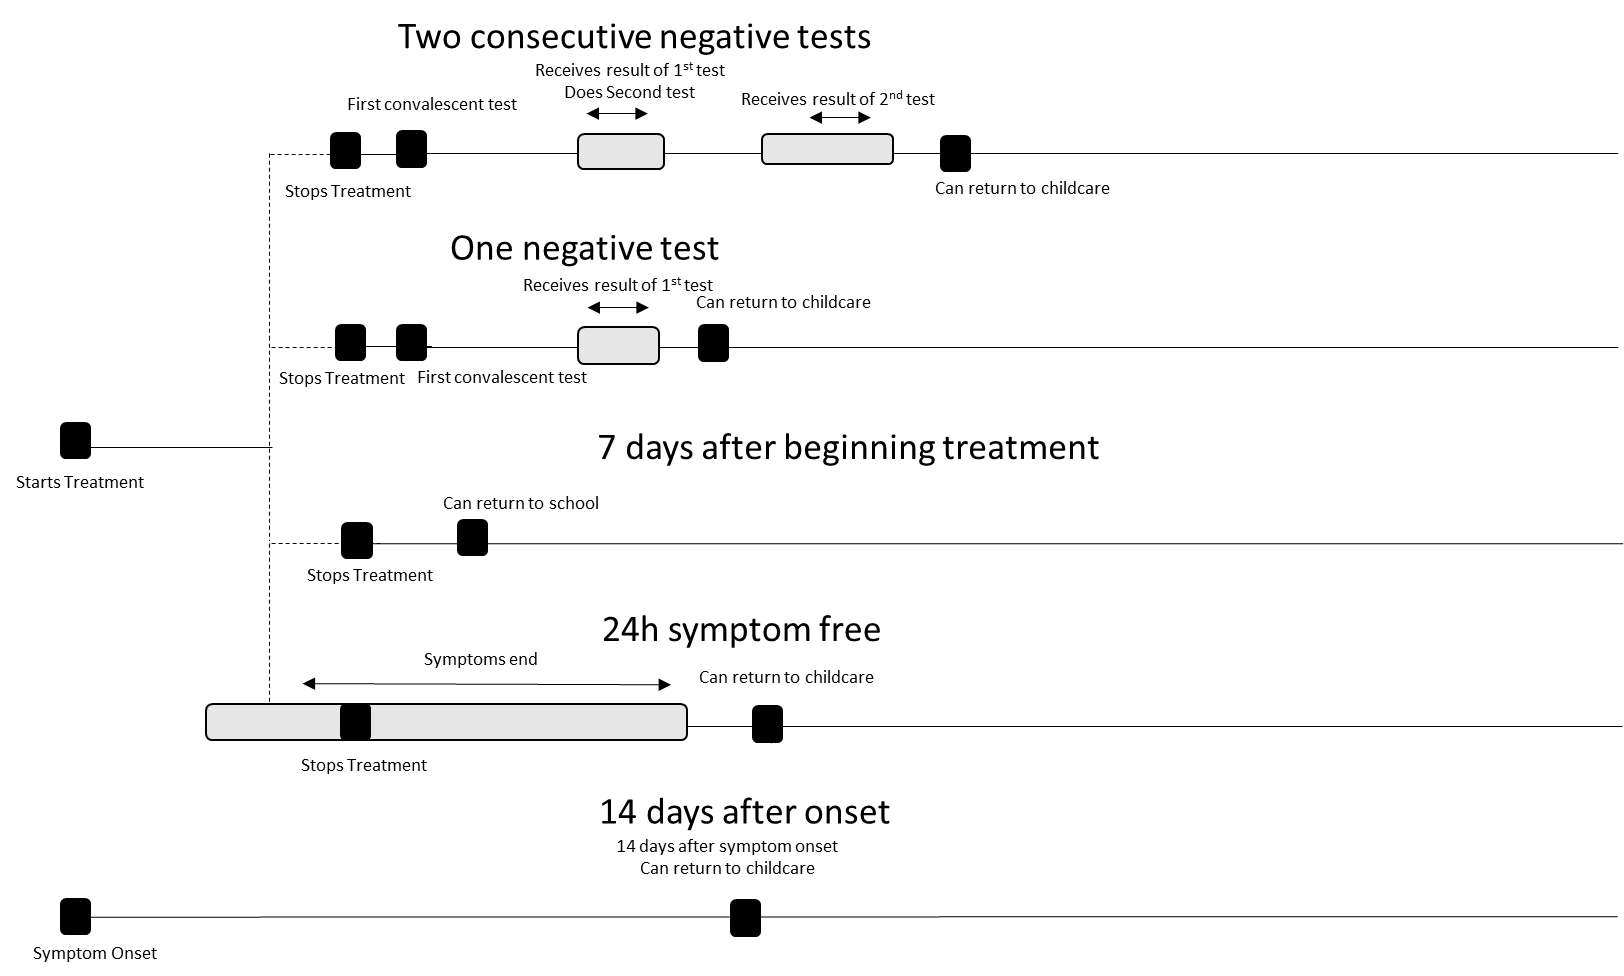 Two consecutive negative tests
Receives result of 1st test
Does Second test
First convalescent test
Receives result of 2nd test
Stops Treatment
Can return to childcare
One negative test
Receives result of 1st test
Can return to childcare
Stops Treatment
First convalescent test
7 days after beginning treatment
Starts Treatment
Can return to school
Stops Treatment
24h symptom free
Symptoms end
Can return to childcare
Stops Treatment
14 days after onset
14 days after symptom onset
Can return to childcare
Symptom Onset